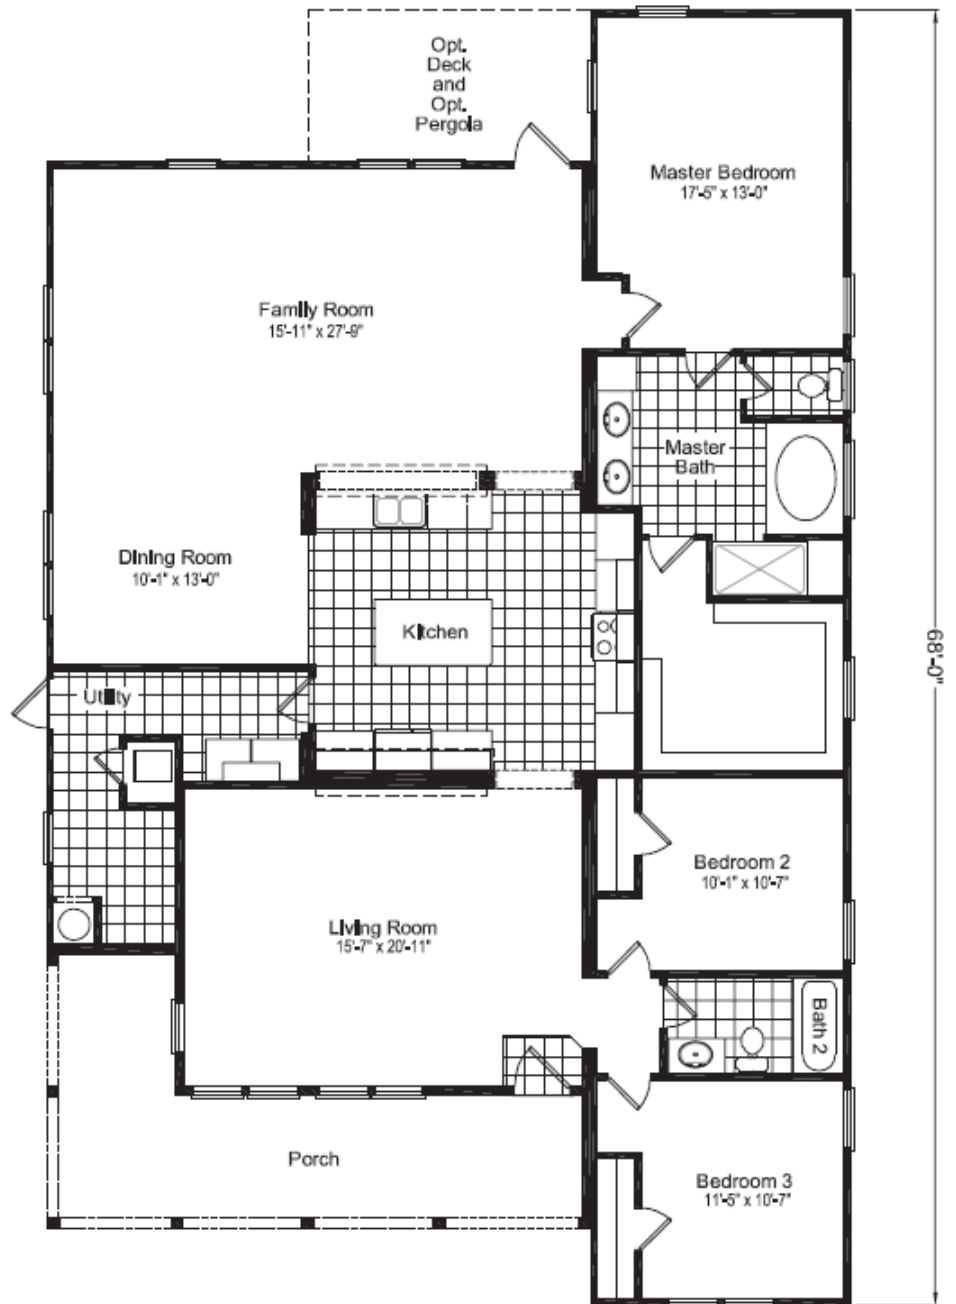 Opt.
Deck
and
Opt.
Pergola
Master Bedroom
17'-5" x 13'-0"
Family Room
15'-11" x 27'-9"
Master
Bath
Dining Room
10'-1" x 13'-0"
Kitchen
68'-0"
Utility
Bedroom 2
10'-1" x 10'-7"
Living Room
15'-7" x 20'-11"
Bath 2
Porch
Bedroom 3
11'-5" x 10'-7"